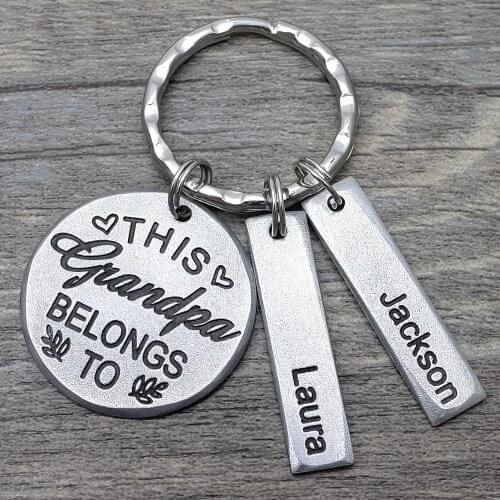 THIS
Grandpa
BELONGS
TO
Laura
Jackson